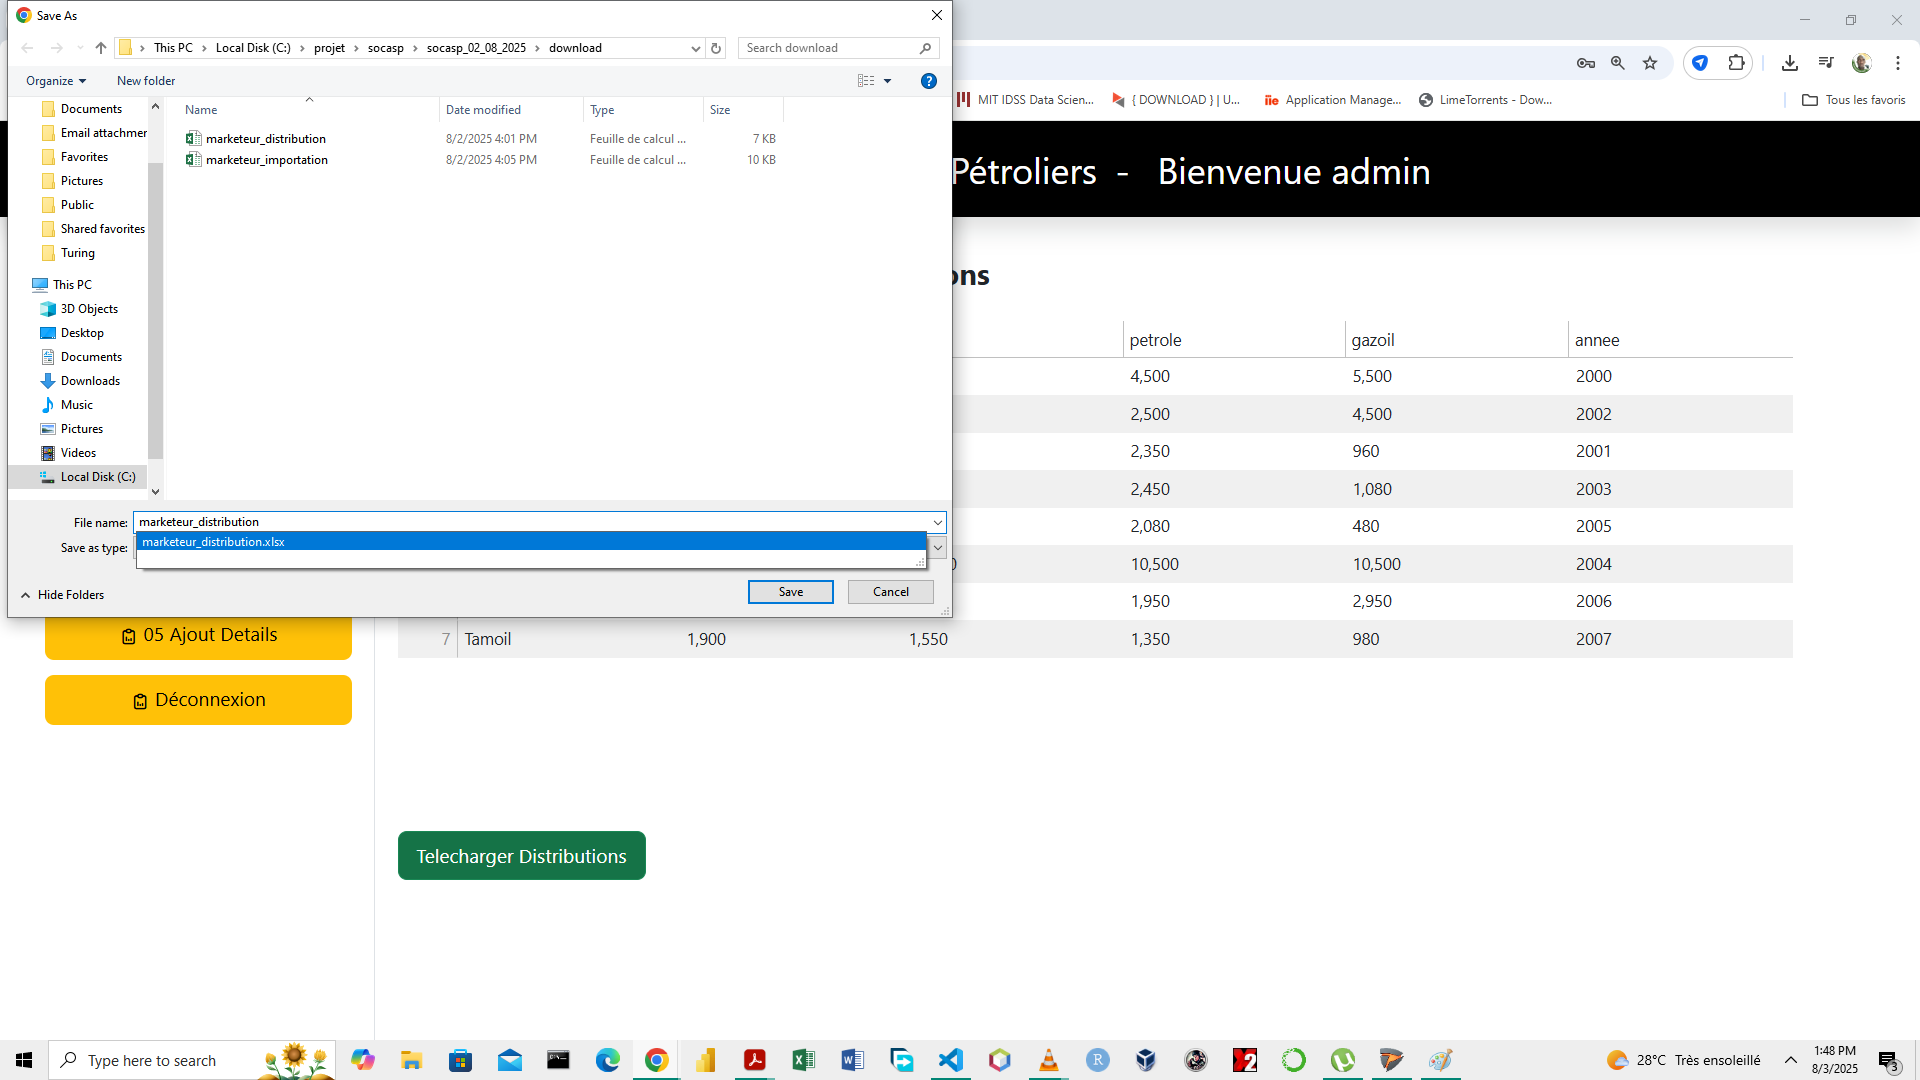 Save As
This PC > Local Disk (C:) > projet > socasp > socasp_02_08_2025 > download
Search download
Organize
New folder
Documents
Email attachmer
Favorites
Pictures
Public
Shared favorites
Turing
This PC
3D Objects
Desktop
Documents
Downloads
Music
Pictures
Videos
Local Disk (C:)
Name Date modified Type Size
marketeur_distribution 8/2/2025 4:01 PM Feuille de calcul ... 7 KB
marketeur_importation 8/2/2025 4:05 PM Feuille de calcul ... 10 KB
File name: marketeur_distribution
marketeur_distribution.xlsx
Save as type:
Hide Folders
Save Cancel
MIT IDSS Data Scien...
{ DOWNLOAD } | U...
iie Application Manage...
LimeTorrents - Dow...
Tous les favoris
Pétroliers - Bienvenue admin
ons
petrole gazoil annee
4,500 5,500 2000
2,500 4,500 2002
2,350 960 2001
2,450 1,080 2003
2,080 480 2005
0 10,500 10,500 2004
1,950 2,950 2006
7 Tamoil 1,900 1,550 1,350 980 2007
05 Ajout Details
Déconnexion
Telecharger Distributions
Type here to search
28°C Très ensoleillé
1:48 PM
8/3/2025
3